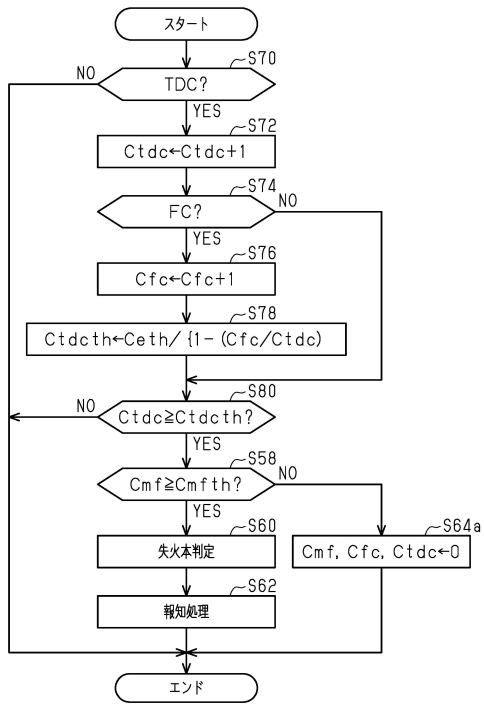 スタート
S70
NO
TDC?
YES
S72
Ctdc←Ctdc+1
S74
NO
FC?
YES
S76
Cfc←Cfc+1
S78
Ctdcth←Ceth/ {1- (Cfc/Ctdc)
S80
NO
Ctdc≧Ctdcth?
YES
S58
NO
Cmf≧Cmfth?
YES
S60
失火本判定
S64a
Cmf, Cfc, Ctdc←0
S62
報知処理
エンド